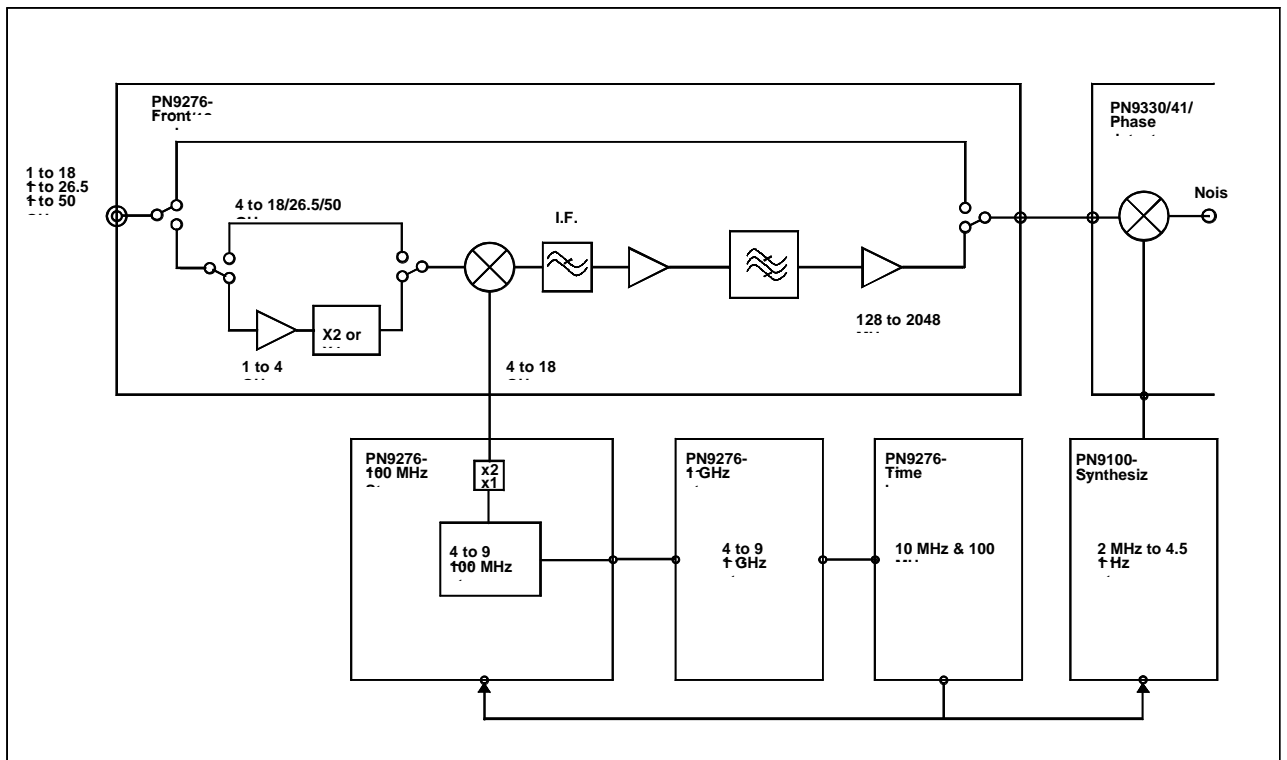 PN9276-
PN9330/41/
Phase
1 to 18
1 to 26.5
1 to 50
4 to 18/26.5/50
I.F.
Nois
X2 or
128 to 2048
1 to 4
4 to 18
PN9276-
100 MHz
x2
x1
4 to 9
100 MHz
PN9276-
1 GHz
4 to 9
1 GHz
PN9276-
Time
10 MHz & 100
PN9100-
Synthesiz
2 MHz to 4.5
1 Hz